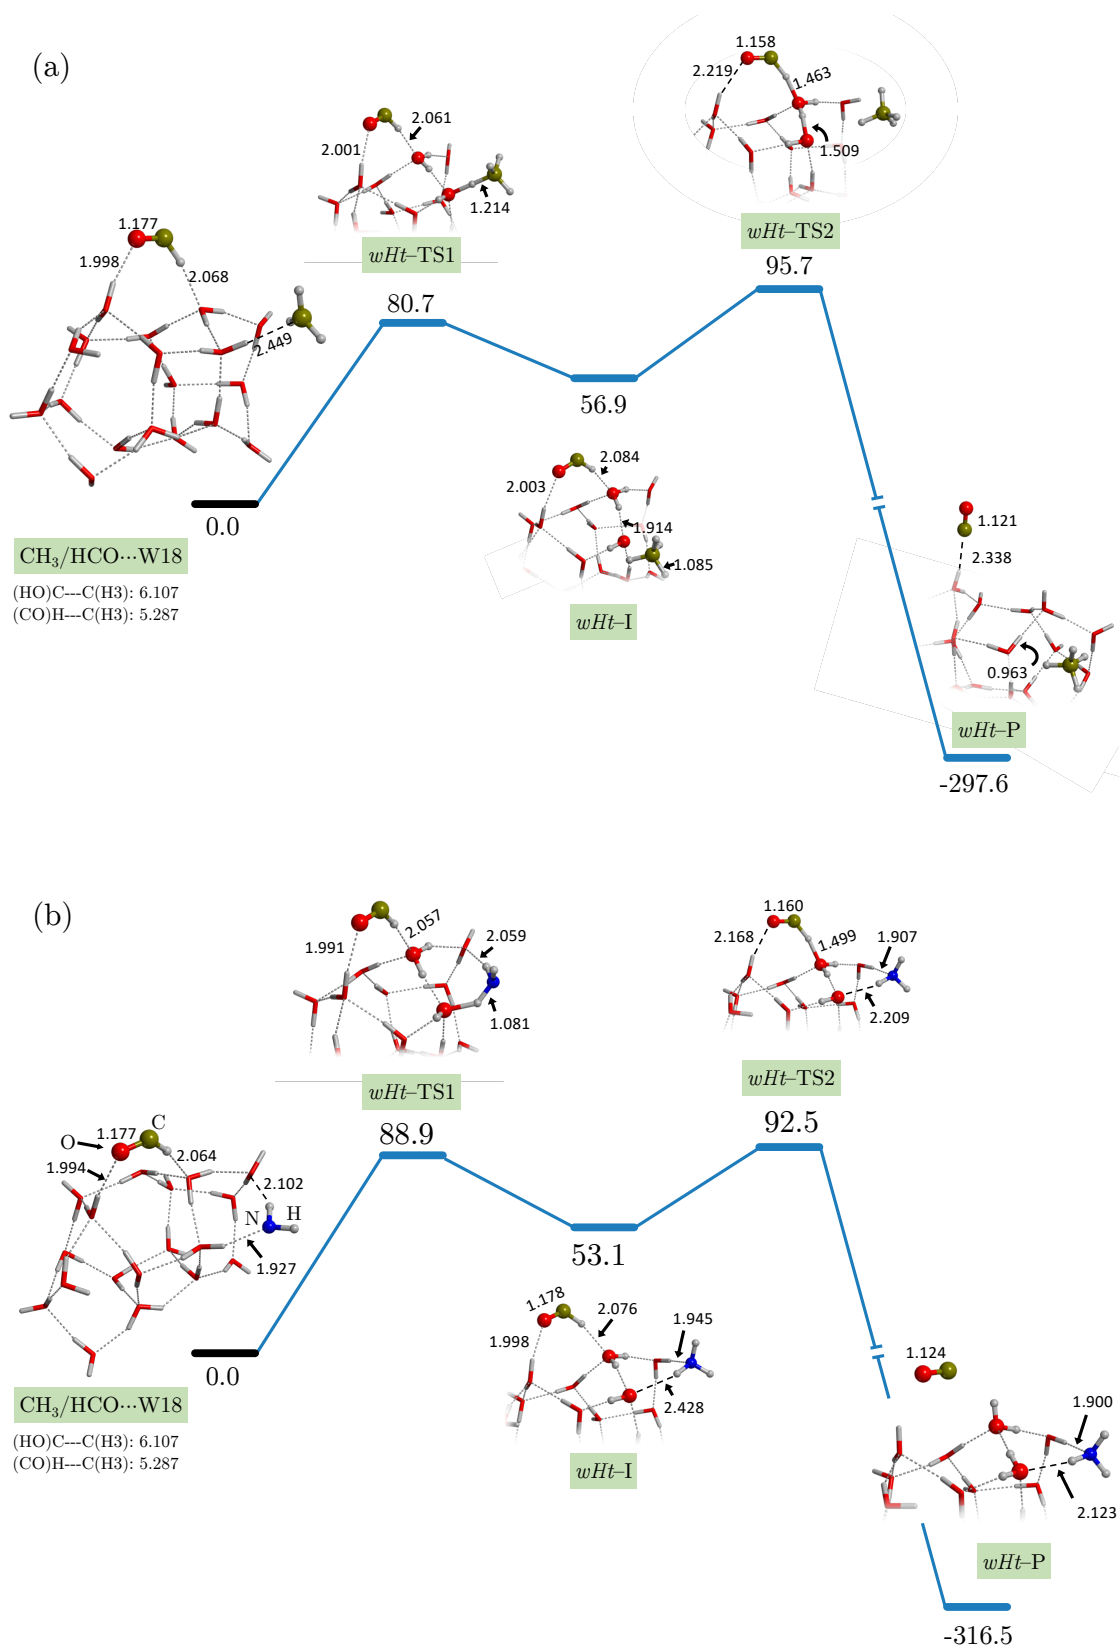 (a)
1.158
2.219
1.463
1.509
2.061
2.001
1.214
wHt–TS1
wHt–TS2
1.177
1.998
2.068
2.449
80.7
95.7
56.9
0.0
CH₃/HCO···W18
(HO)C---C(H3): 6.107
(CO)H---C(H3): 5.287
2.084
2.003
1.914
1.085
wHt–I
1.121
2.338
0.963
wHt–P
-297.6
(b)
2.057
1.991
2.059
1.081
1.160
2.168
1.499
1.907
2.209
wHt–TS1
wHt–TS2
O
C
1.177
1.994
2.064
2.102
N
H
1.927
88.9
92.5
53.1
0.0
CH₃/HCO···W18
(HO)C---C(H3): 6.107
(CO)H---C(H3): 5.287
1.178
2.076
1.998
1.945
2.428
wHt–I
1.124
1.900
2.123
wHt–P
-316.5